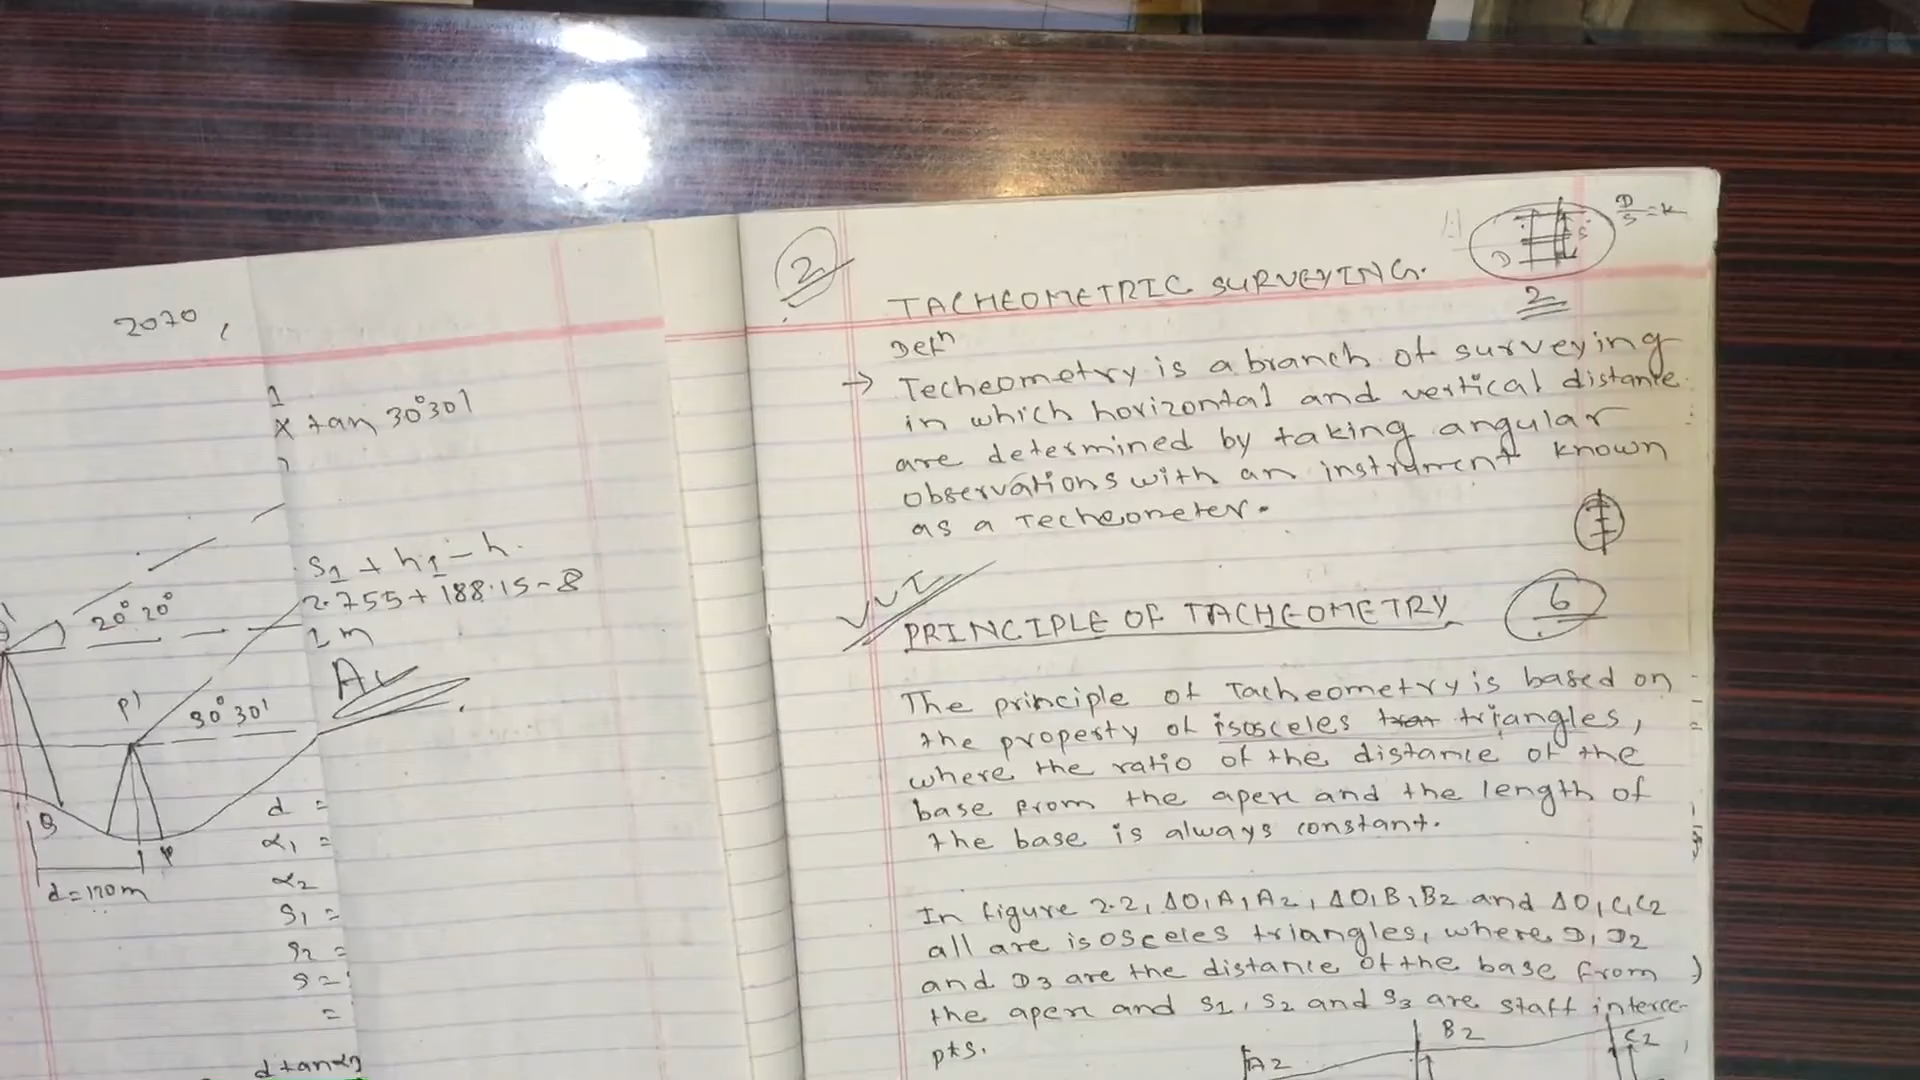 2070,
1
x tan 30°30'
20°20'
S1 + h1 - h.
2.755 + 188.15 - 8
1 m
P'
30°30'
B
P
d = 120m
d =
α1 =
α2
S1 =
S2 =
S =
=
d tan α2
2
TACHEOMETRIC SURVEYING.
D
S
D/S = K
2
Defn
→ Techeometry is a branch of surveying
in which horizontal and vertical distante
are determined by taking angular
observations with an instrument known
as a Techeometer.
VVI
PRINCIPLE OF TACHEOMETRY
6
The principle of Tacheometry is based on
the property of isosceles triangles,
where the ratio of the distance of the
base from the apex and the length of
the base is always constant.
In figure 2.2, ΔO1A1A2, ΔO1B1B2 and ΔO1C1C2
all are isosceles triangles, where D1 D2
and D3 are the distance of the base from
the apex and S1, S2 and S3 are staff interce-
pts.
A2
B2
C2